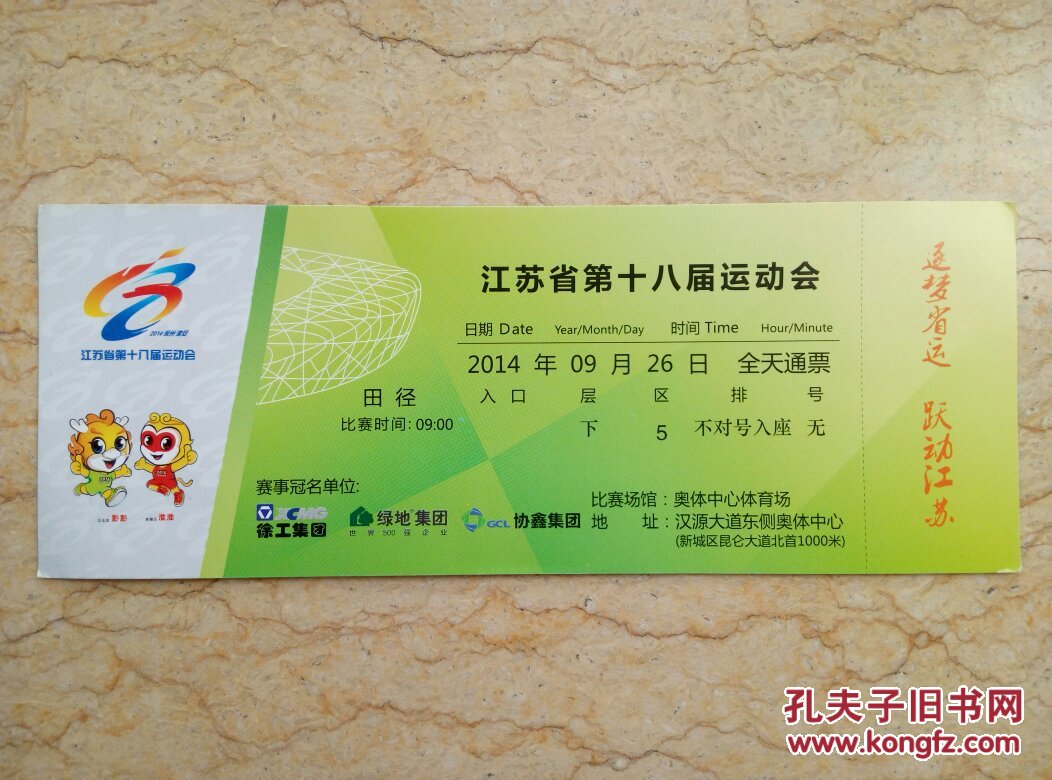 2014 徐州·淮安
江苏省第十八届运动会
彭彭
淮淮
江苏省第十八届运动会
日期 Date Year/Month/Day 时间 Time Hour/Minute
2014 年 09 月 26 日 全天通票
田 径
入 口 层 区 排 号
比赛时间: 09:00
下 5 不对号入座 无
赛事冠名单位:
XCMG
徐工集团
绿地集团
世界500强企业
GCL 协鑫集团
比赛场馆：奥体中心体育场
地 址：汉源大道东侧奥体中心
(新城区昆仑大道北首1000米)
逐梦省运 跃动江苏
孔夫子旧书网
www.kongfz.com